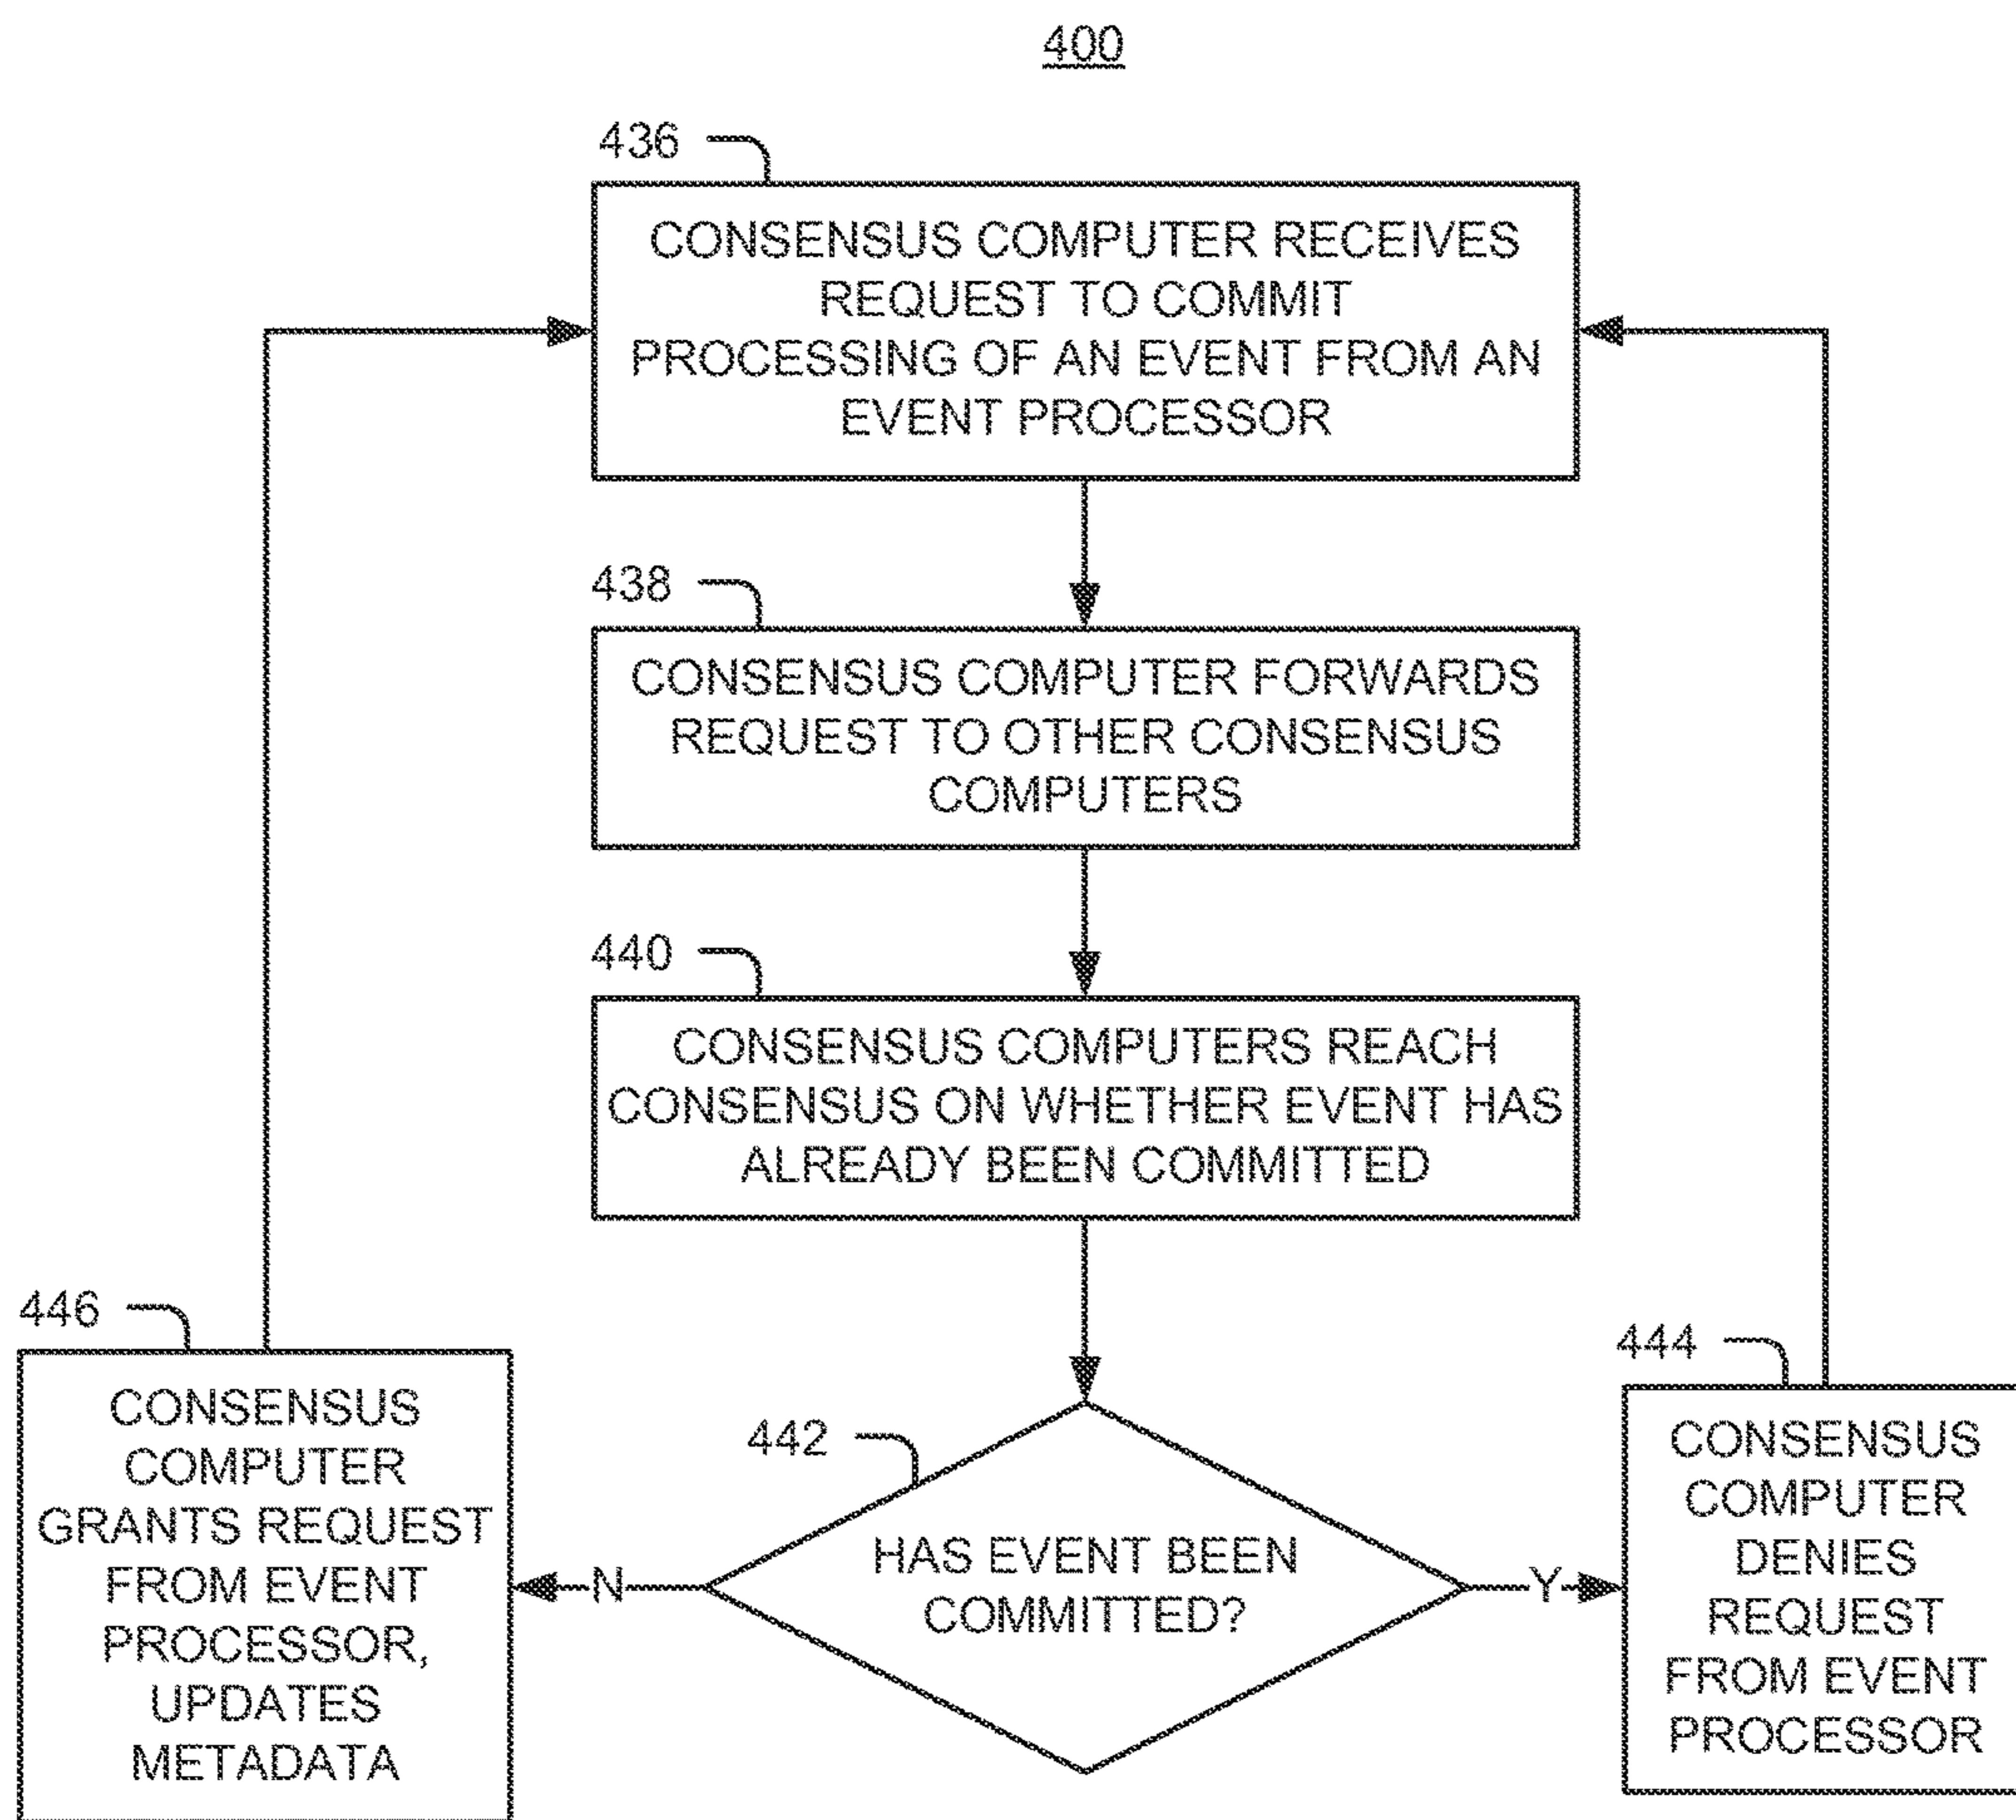 400
436
CONSENSUS COMPUTER RECEIVES
REQUEST TO COMMIT
PROCESSING OF AN EVENT FROM AN
EVENT PROCESSOR
438
CONSENSUS COMPUTER FORWARDS
REQUEST TO OTHER CONSENSUS
COMPUTERS
440
CONSENSUS COMPUTERS REACH
CONSENSUS ON WHETHER EVENT HAS
ALREADY BEEN COMMITTED
442
HAS EVENT BEEN
COMMITTED?
N
Y
446
CONSENSUS
COMPUTER
GRANTS REQUEST
FROM EVENT
PROCESSOR,
UPDATES
METADATA
444
CONSENSUS
COMPUTER
DENIES
REQUEST
FROM EVENT
PROCESSOR